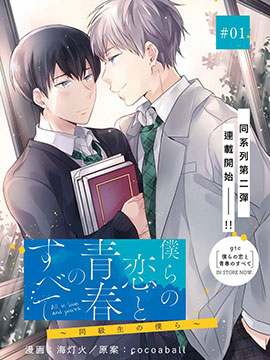 #01
同系列第二彈
連載開始——!!
gtc
僕らの恋と
青春のすべて
IN STORE NOW
僕らの
恋と
青春の
すべて
All is love
and youth
～同級生の僕ら～
漫画：海灯火／原案：cocoaball